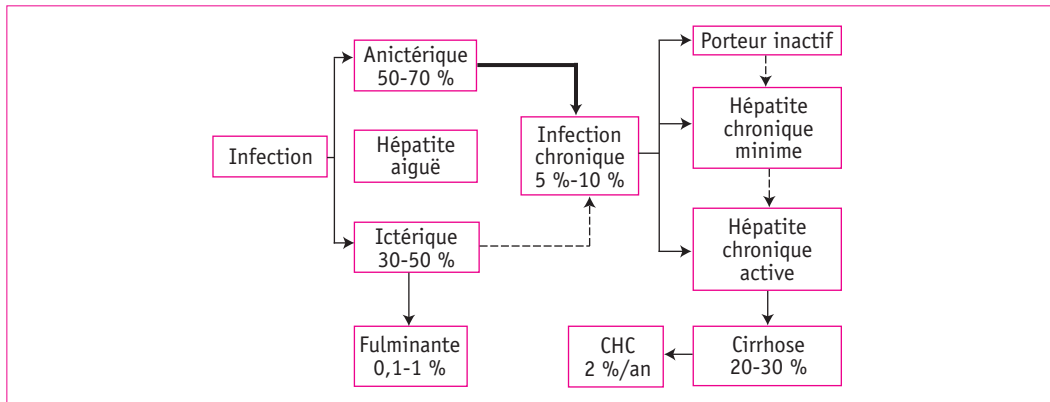 Infection
Anictérique
50-70 %
Hépatite
aiguë
Ictérique
30-50 %
Fulminante
0,1-1 %
Infection
chronique
5 %-10 %
Porteur inactif
Hépatite
chronique
minime
Hépatite
chronique
active
Cirrhose
20-30 %
CHC
2 %/an